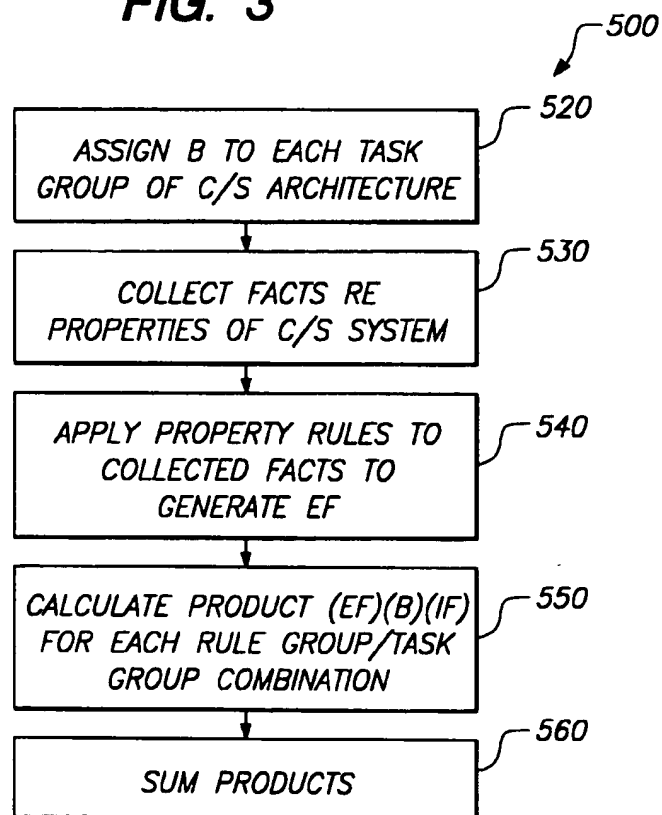 FIG. 3
500
520
ASSIGN B TO EACH TASK
GROUP OF C/S ARCHITECTURE
530
COLLECT FACTS RE
PROPERTIES OF C/S SYSTEM
540
APPLY PROPERTY RULES TO
COLLECTED FACTS TO
GENERATE EF
550
CALCULATE PRODUCT (EF)(B)(IF)
FOR EACH RULE GROUP/TASK
GROUP COMBINATION
560
SUM PRODUCTS